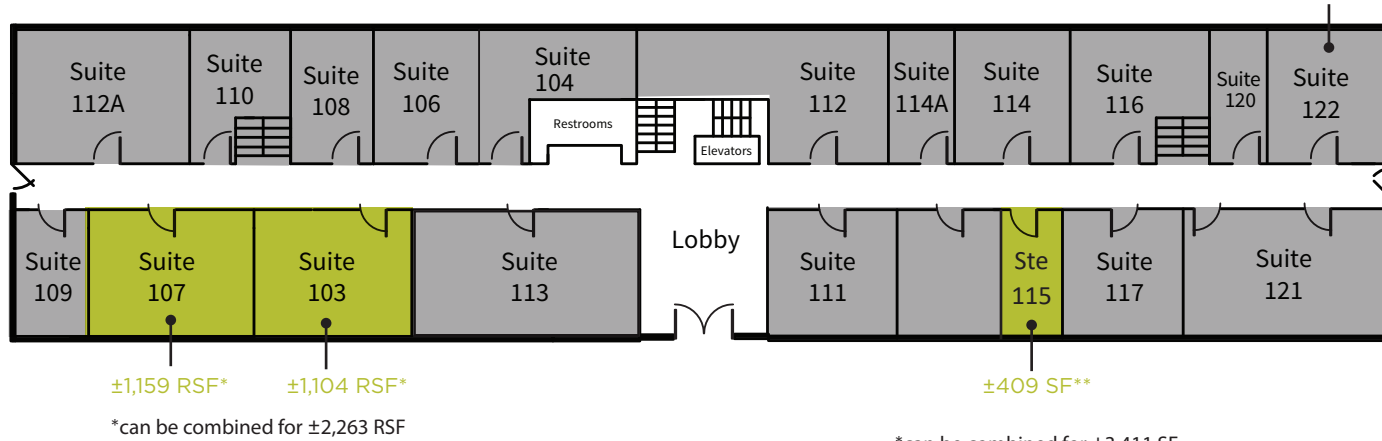 Suite
112A
Suite
110
Suite
108
Suite
106
Suite
104
Restrooms
Elevators
Suite
112
Suite
114A
Suite
114
Suite
116
Suite
120
Suite
122
Suite
109
Suite
107
Suite
103
Suite
113
Lobby
Suite
111
Ste
115
Suite
117
Suite
121
±1,159 RSF*
±1,104 RSF*
±409 SF**
*can be combined for ±2,263 RSF